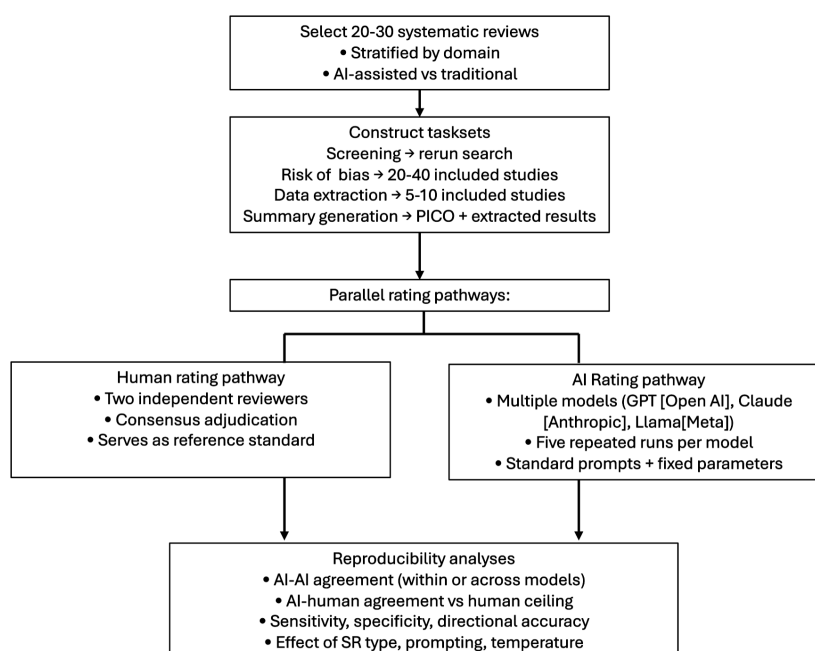 Select 20-30 systematic reviews
• Stratified by domain
• AI-assisted vs traditional
Construct tasksets
Screening → rerun search
Risk of bias → 20-40 included studies
Data extraction → 5-10 included studies
Summary generation → PICO + extracted results
Parallel rating pathways:
Human rating pathway
• Two independent reviewers
• Consensus adjudication
• Serves as reference standard
AI Rating pathway
• Multiple models (GPT [Open AI], Claude
[Anthropic], Llama[Meta])
• Five repeated runs per model
• Standard prompts + fixed parameters
Reproducibility analyses
• AI-AI agreement (within or across models)
• AI-human agreement vs human ceiling
• Sensitivity, specificity, directional accuracy
• Effect of SR type, prompting, temperature